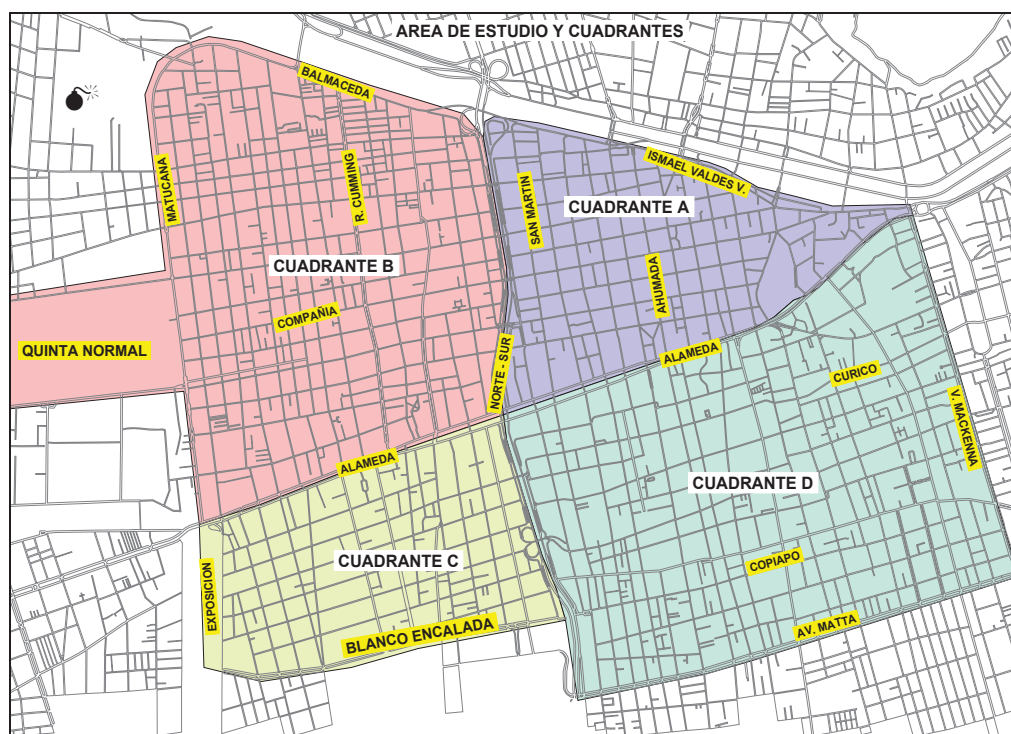 AREA DE ESTUDIO Y CUADRANTES
BALMACEDA
MATUCANA
R. CUMMING
SAN MARTIN
ISMAEL VALDES V.
CUADRANTE A
CUADRANTE B
AHUMADA
COMPAÑIA
QUINTA NORMAL
NORTE - SUR
ALAMEDA
CURICO
V. MACKENNA
ALAMEDA
CUADRANTE D
CUADRANTE C
EXPOSICION
COPIAPO
BLANCO ENCALADA
AV. MATTA